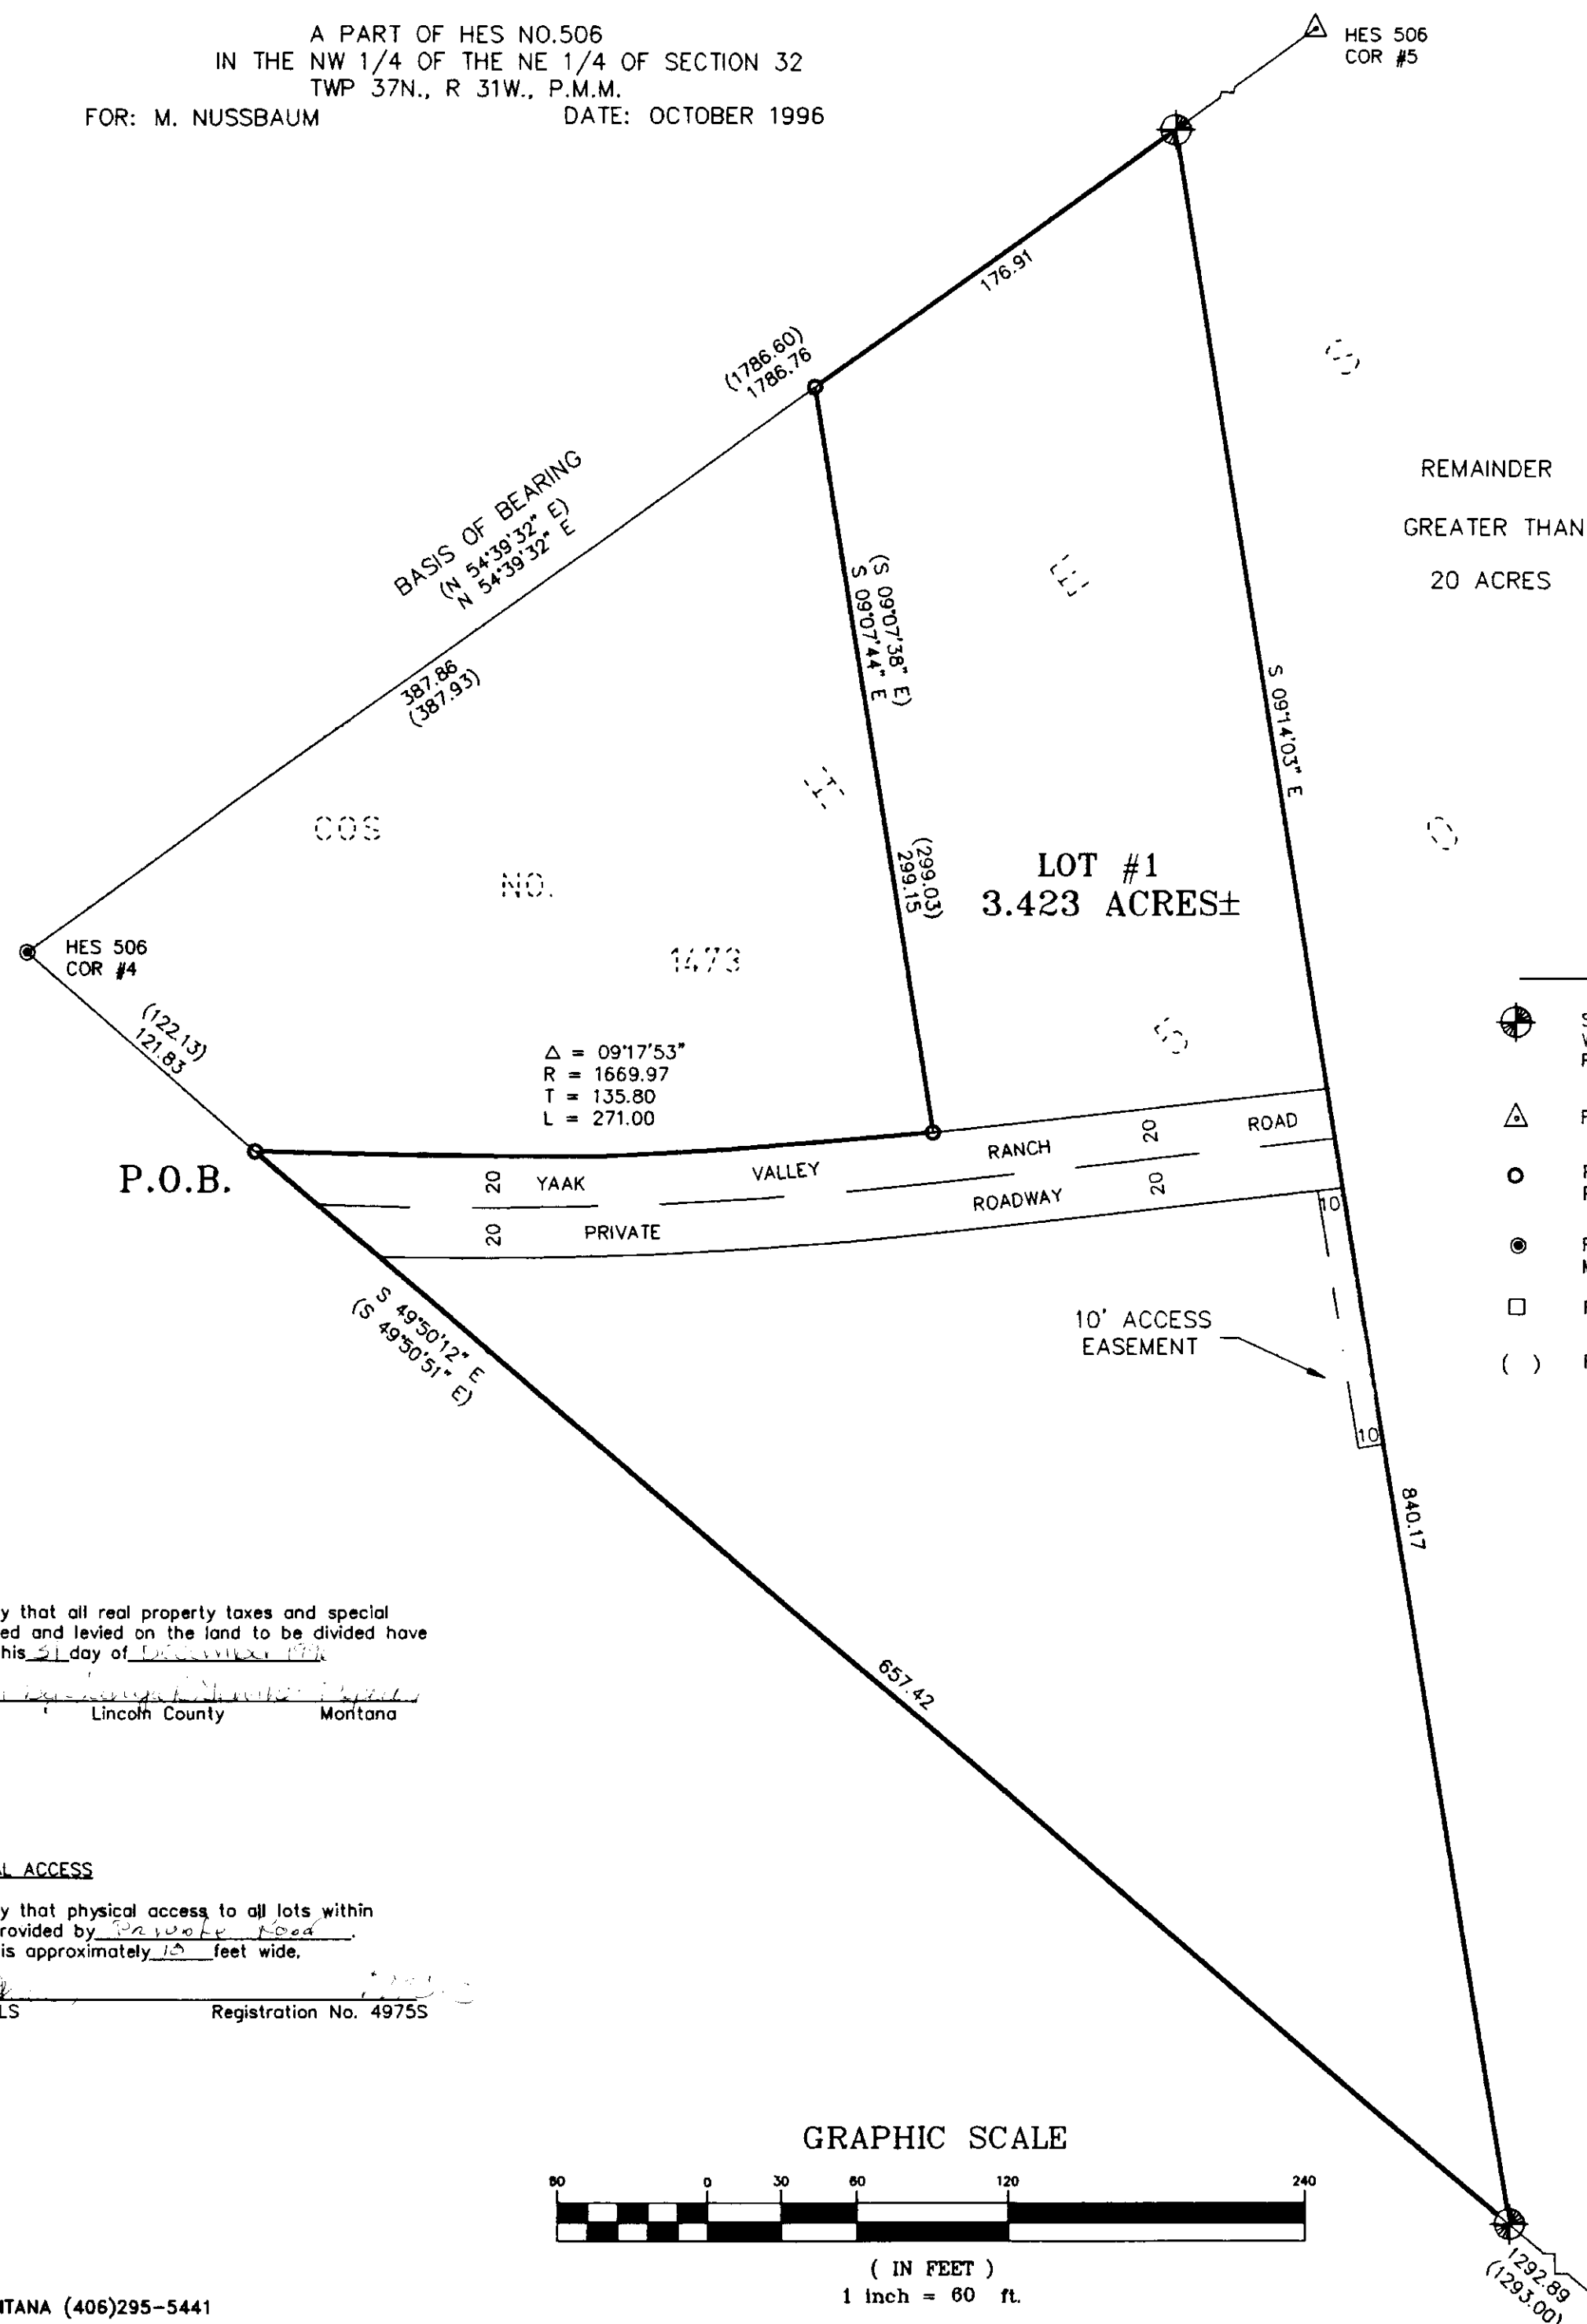 A PART OF HES NO.506
IN THE NW 1/4 OF THE NE 1/4 OF SECTION 32
TWP 37N., R 31W., P.M.M.
FOR: M. NUSSBAUM DATE: OCTOBER 1996
HES 506
COR #5
176.91
(1786.60)
1786.76
BASIS OF BEARING
(N 54°39'32" E)
N 54°39'32" E
387.86
(387.93)
(S 09°07'38" E)
S 09°07'44" E
(299.03)
299.15
S 09°14'03" E
REMAINDER
GREATER THAN
20 ACRES
H
E
S
5
0
COS
NO.
1473
LOT #1
3.423 ACRES±
HES 506
COR #4
(122.13)
121.83
Δ = 09°17'53"
R = 1669.97
T = 135.80
L = 271.00
P.O.B.
20 YAAK VALLEY RANCH 20 ROAD
20 PRIVATE ROADWAY 20
10
10
10' ACCESS
EASEMENT
S 49°50'12" E
(S 49°50'51" E)
840.17
657.42
( )
y that all real property taxes and special
ed and levied on the land to be divided have
his 31 day of December
Lincoln County Montana
L ACCESS
y that physical access to all lots within
rovided by Private Road.
is approximately feet wide.
LS Registration No. 4975S
GRAPHIC SCALE
60 0 30 60 120 240
( IN FEET )
1 inch = 60 ft.
1292.89
(1293.00)
TANA (406)295-5441